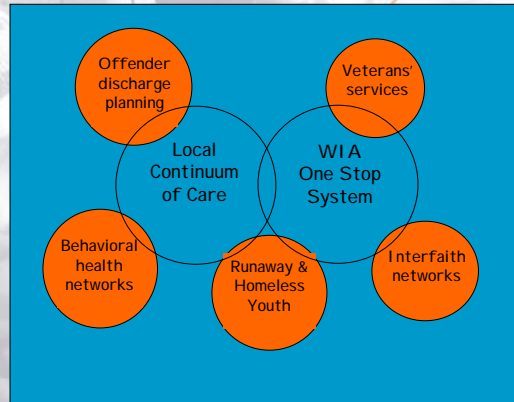 Offender
discharge
planning
Veterans'
services
Local
Continuum
of Care
WIA
One Stop
System
Behavioral
health
networks
Runaway &
Homeless
Youth
Interfaith
networks